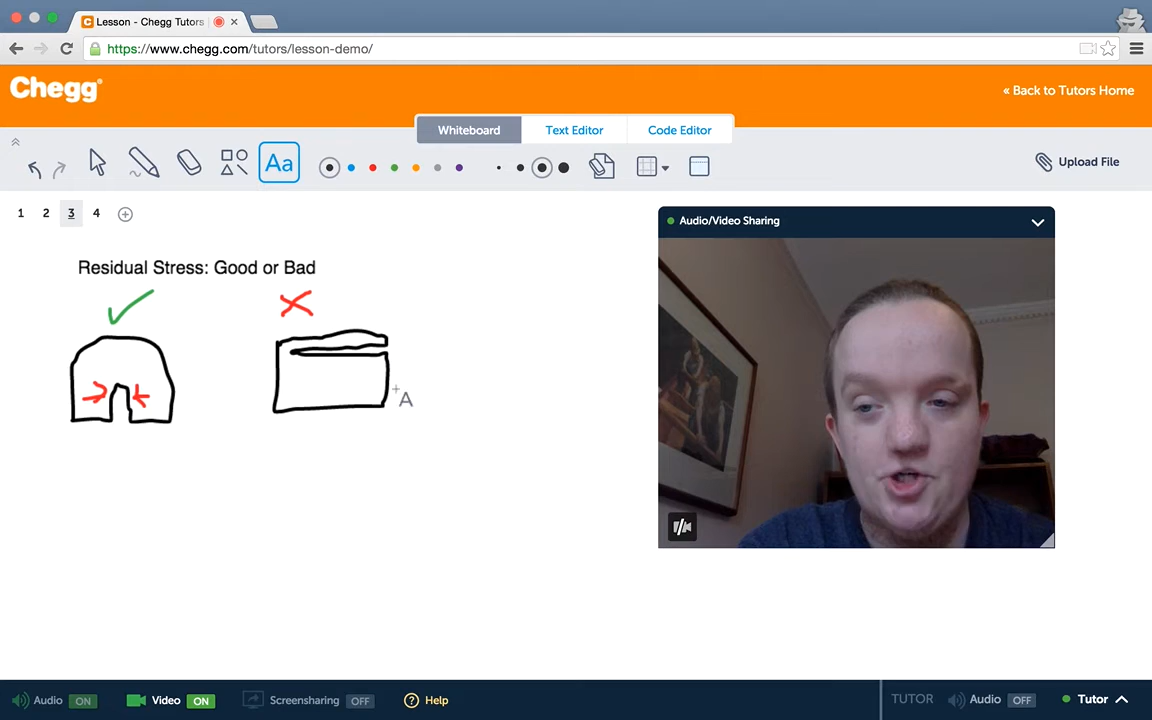 Lesson - Chegg Tutors
https://www.chegg.com/tutors/lesson-demo/
Chegg®
« Back to Tutors Home
Whiteboard
Text Editor
Code Editor
Aa
Upload File
1 2 3 4
Audio/Video Sharing
Residual Stress: Good or Bad
A
Audio ON
Video ON
Screensharing OFF
? Help
TUTOR
Audio OFF
Tutor